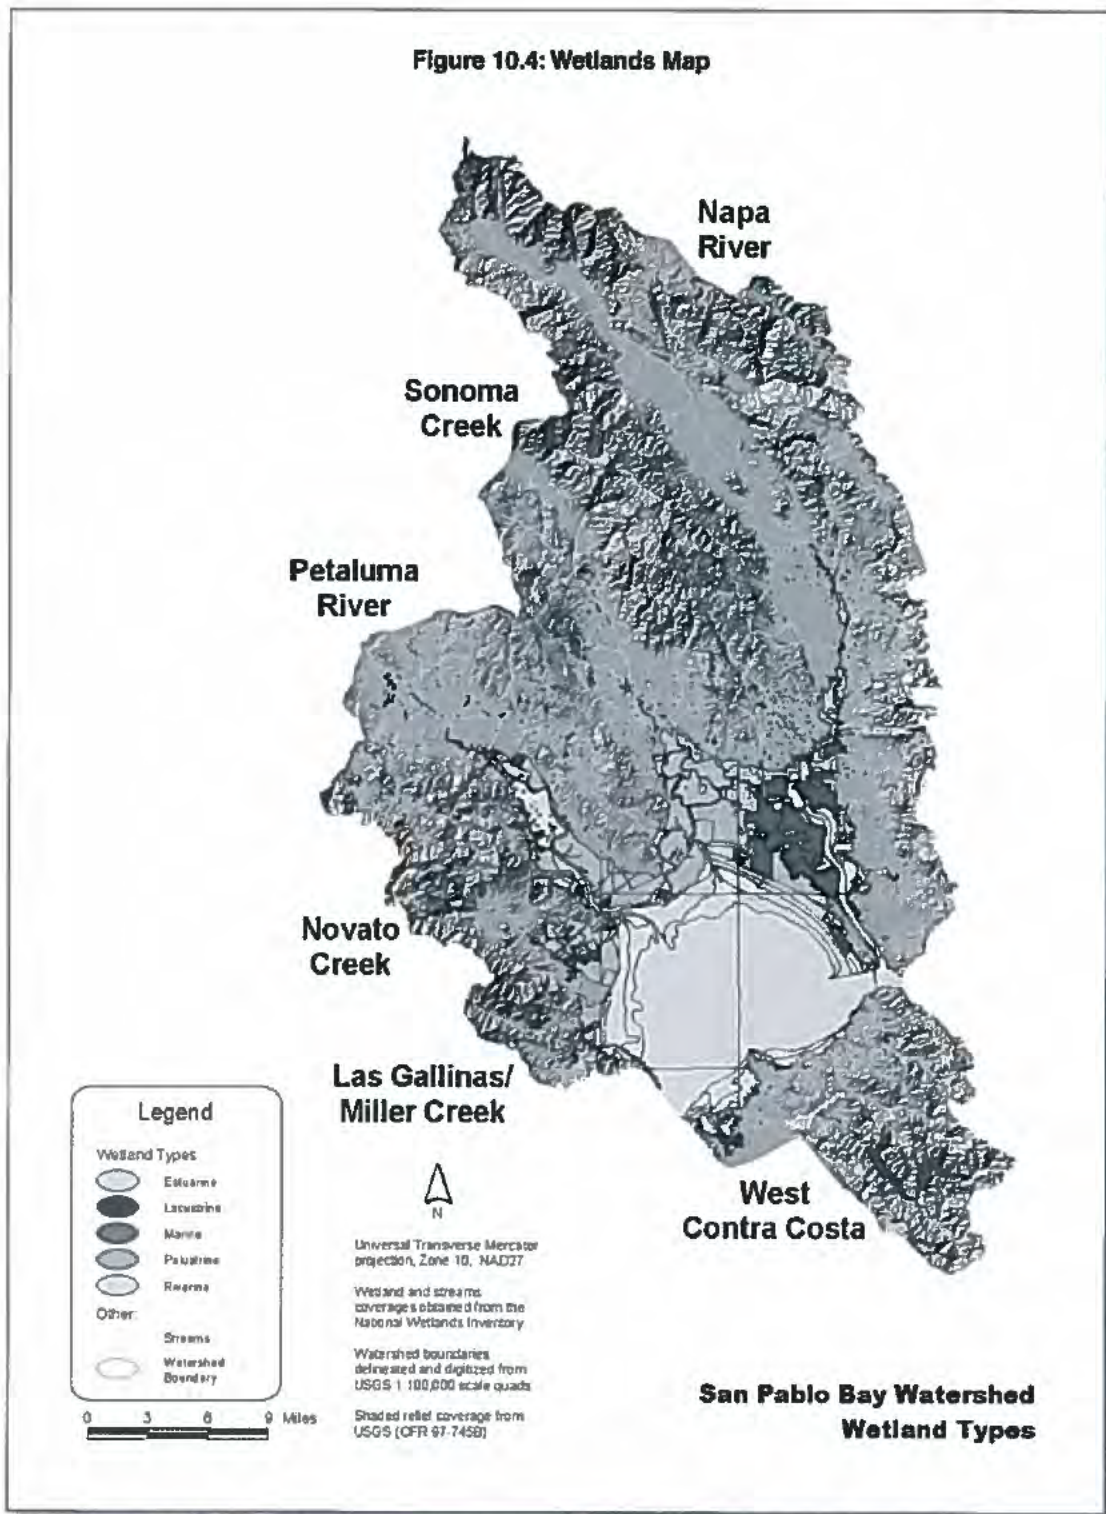 Figure 10.4: Wetlands Map
Napa
River
Sonoma
Creek
Petaluma
River
Novato
Creek
Las Gallinas/
Miller Creek
West
Contra Costa
Legend
Wetland Types
Estuarine
Lacustrine
Marine
Palustrine
Riverine
Other:
Streams
Watershed
Boundary
0 3 6 9 Miles
N
Universal Transverse Mercator
projection, Zone 10, NAD27
Wetland and streams
coverages obtained from the
National Wetlands Inventory
Watershed boundaries
delineated and digitized from
USGS 1:100,000 scale quads
Shaded relief coverage from
USGS (OFR 97-745B)
San Pablo Bay Watershed
Wetland Types